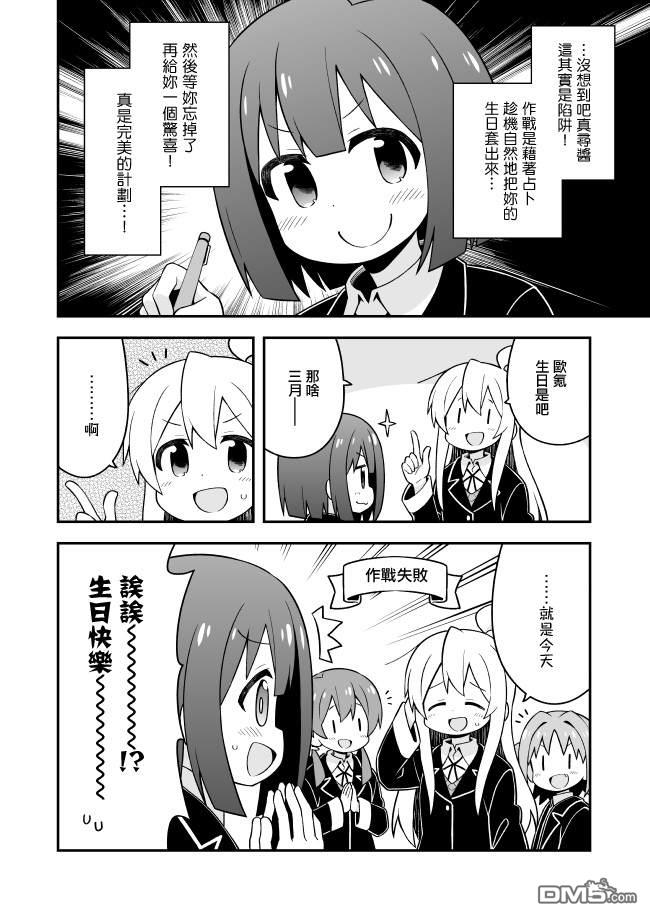 …沒想到吧真尋醬
這其實是陷阱！
作戰是藉著占卜
趁機自然地把妳的
生日套出來…
然後等妳忘掉了
再給妳一個驚喜！
真是完美的計劃…！
歐氪
生日是吧
那啥
三月——
………啊
……就是今天
作戰失敗
誒誒～～～～～!?
生日快樂～～～～～
DM5.com